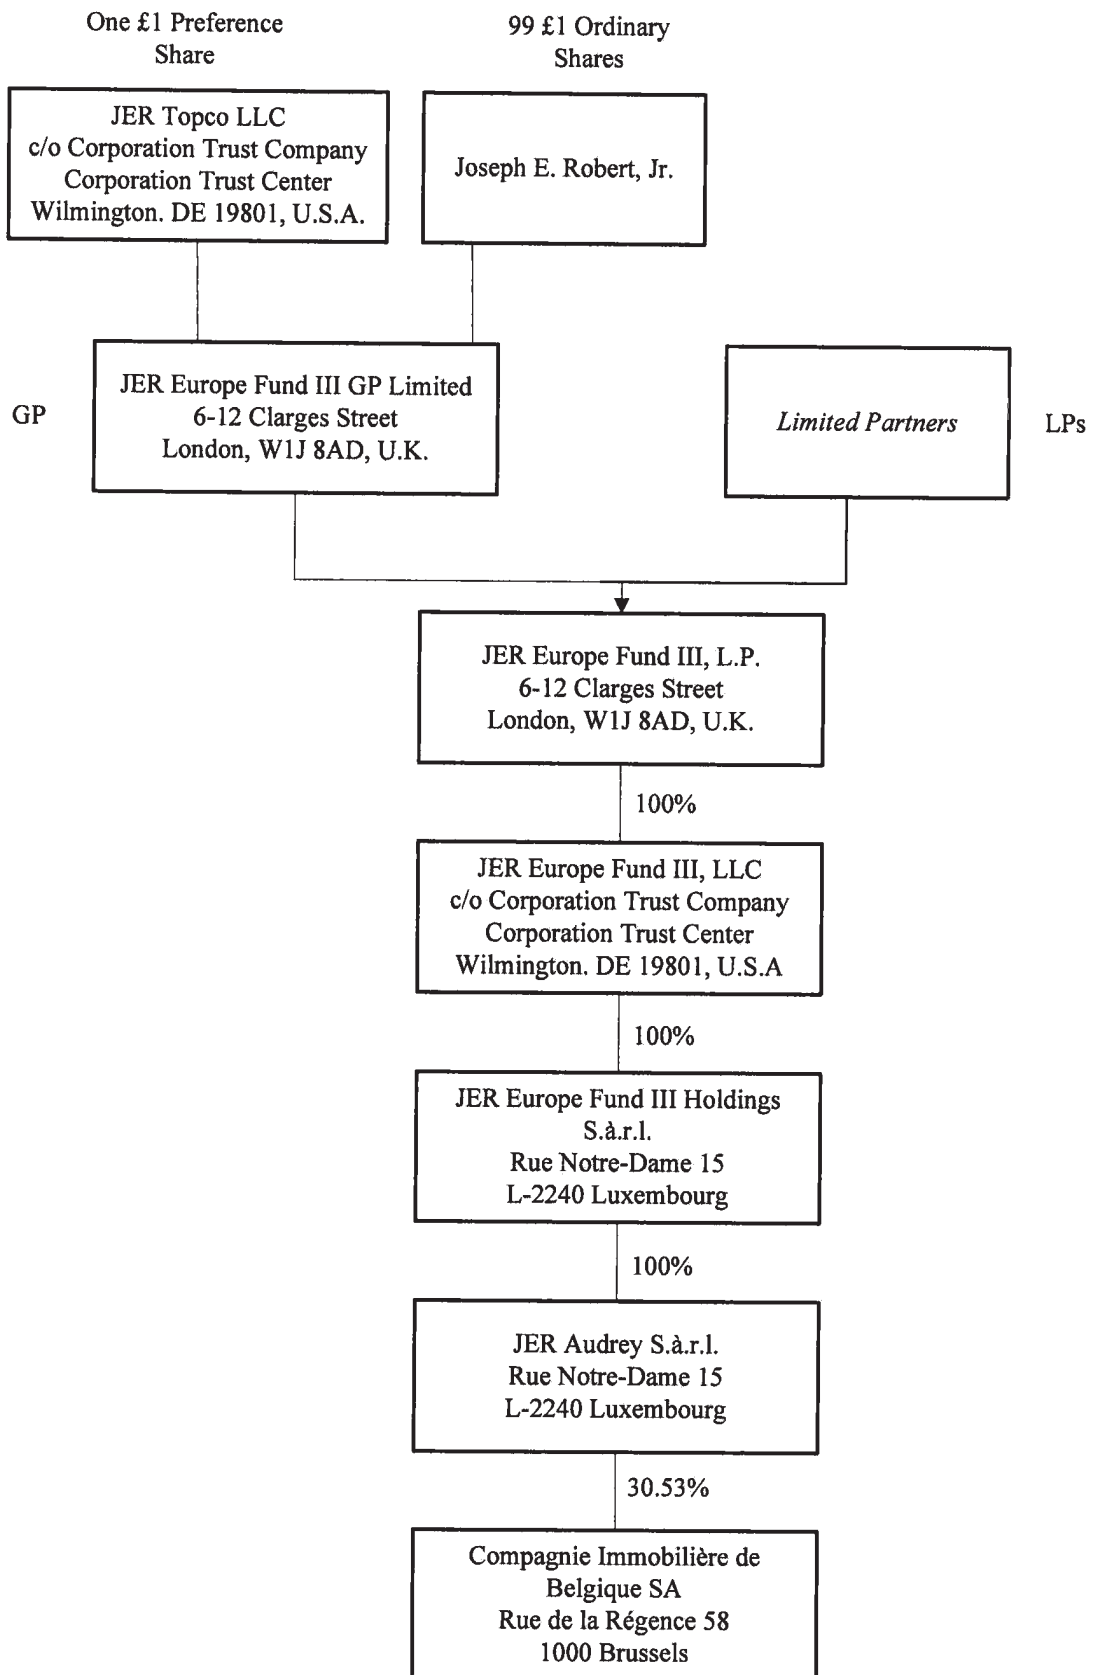 One £1 Preference
Share
99 £1 Ordinary
Shares
JER Topco LLC
c/o Corporation Trust Company
Corporation Trust Center
Wilmington. DE 19801, U.S.A.
Joseph E. Robert, Jr.
GP
JER Europe Fund III GP Limited
6-12 Clarges Street
London, W1J 8AD, U.K.
Limited Partners
LPs
JER Europe Fund III, L.P.
6-12 Clarges Street
London, W1J 8AD, U.K.
100%
JER Europe Fund III, LLC
c/o Corporation Trust Company
Corporation Trust Center
Wilmington. DE 19801, U.S.A
100%
JER Europe Fund III Holdings
S.à.r.l.
Rue Notre-Dame 15
L-2240 Luxembourg
100%
JER Audrey S.à.r.l.
Rue Notre-Dame 15
L-2240 Luxembourg
30.53%
Compagnie Immobilière de
Belgique SA
Rue de la Régence 58
1000 Brussels